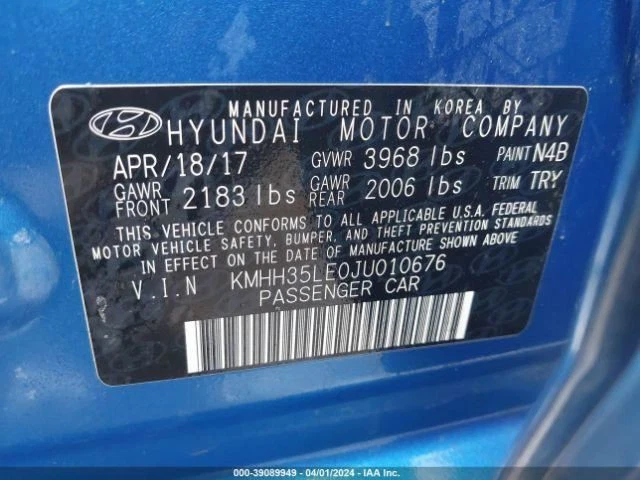 MANUFACTURED IN KOREA BY
HYUNDAI MOTOR COMPANY
APR/18/17 GVWR 3968 lbs PAINT N4B
GAWR FRONT 2183 lbs GAWR REAR 2006 lbs TRIM TRY
THIS VEHICLE CONFORMS TO ALL APPLICABLE U.S.A. FEDERAL
MOTOR VEHICLE SAFETY, BUMPER, AND THEFT PREVENTION STANDARDS
IN EFFECT ON THE DATE OF MANUFACTURE SHOWN ABOVE.
V.I.N KMHH35LE0JU010676
PASSENGER CAR
000-39089949 - 04/01/2024 - IAAI.COM